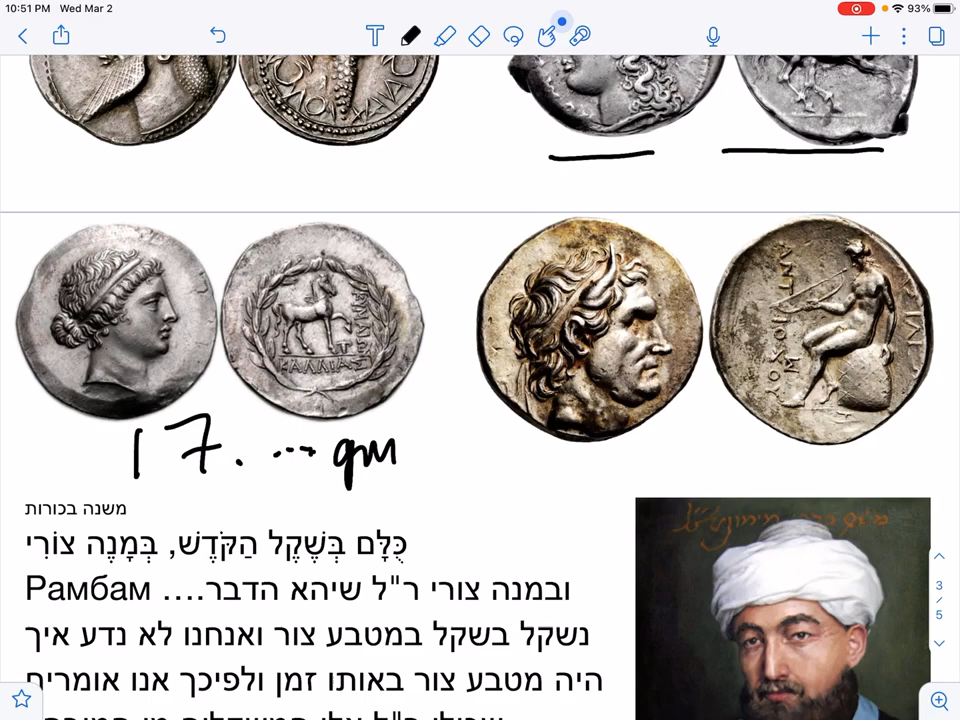 10:51 PM Wed Mar 2
93%
ΚΑΛΛΙΑΣ
ΑΝΤΙΟΧΟΥ
17. ... gm
משנה בכורות
כֻּלָּם בְּשֶׁקֶל הַקֹּדֶשׁ, בְּמָנֶה צוֹרִי
Рамбам ....ובמנה צורי ר"ל שיהא הדבר
נשקל בשקל במטבע צור ואנחנו לא נדע איך
היה מטבע צור באותו זמן ולפיכך אנו אומרים
3
/
5